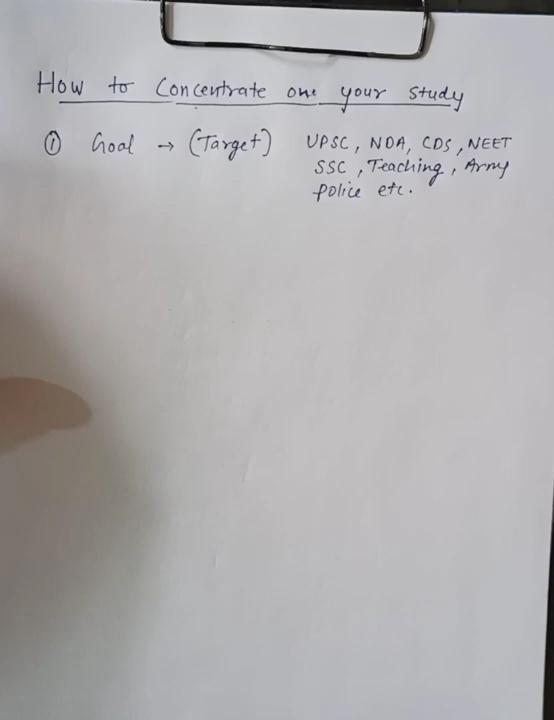 How to Concentrate one your study
① Goal → (Target) UPSC, NDA, CDS, NEET
SSC, Teaching, Army
police etc.